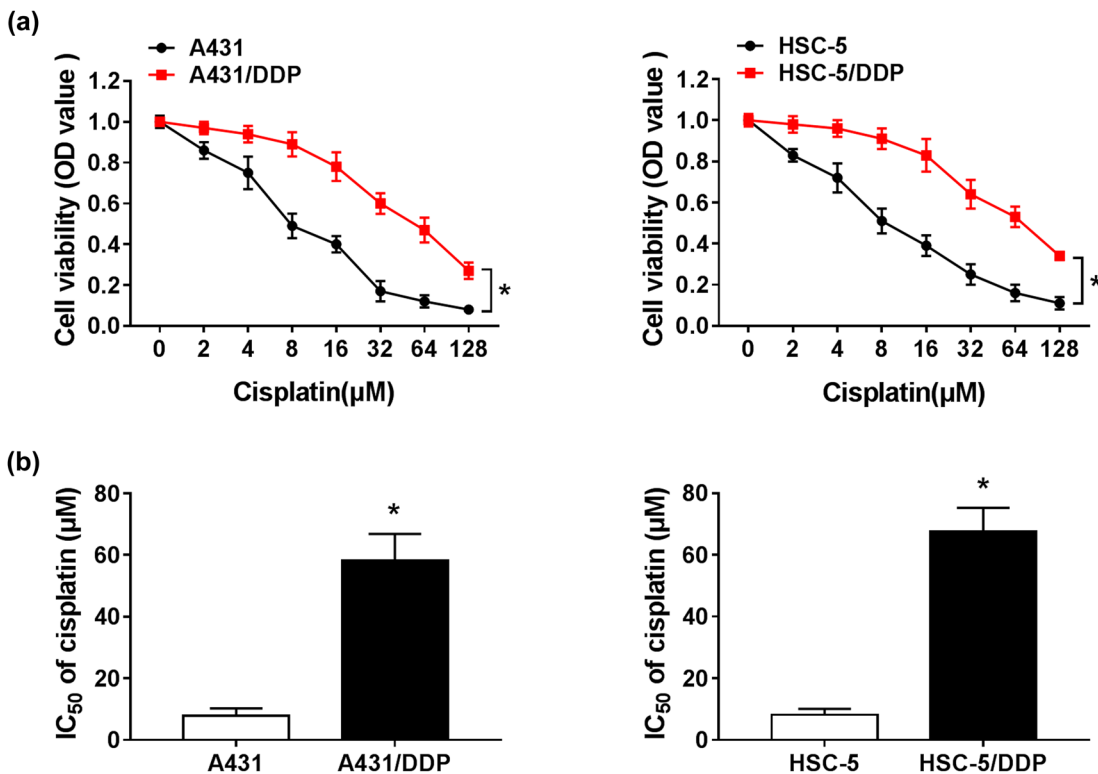 (a)
A431
A431/DDP
Cell viability (OD value)
1.2
1.0
0.8
0.6
0.4
0.2
0.0
*
0 2 4 8 16 32 64 128
Cisplatin(µM)
HSC-5
HSC-5/DDP
Cell viability (OD value)
1.2
1.0
0.8
0.6
0.4
0.2
0.0
*
0 2 4 8 16 32 64 128
Cisplatin(µM)
(b)
IC50 of cisplatin (µM)
80
60
40
20
0
*
A431 A431/DDP
IC50 of cisplatin (µM)
80
60
40
20
0
*
HSC-5 HSC-5/DDP